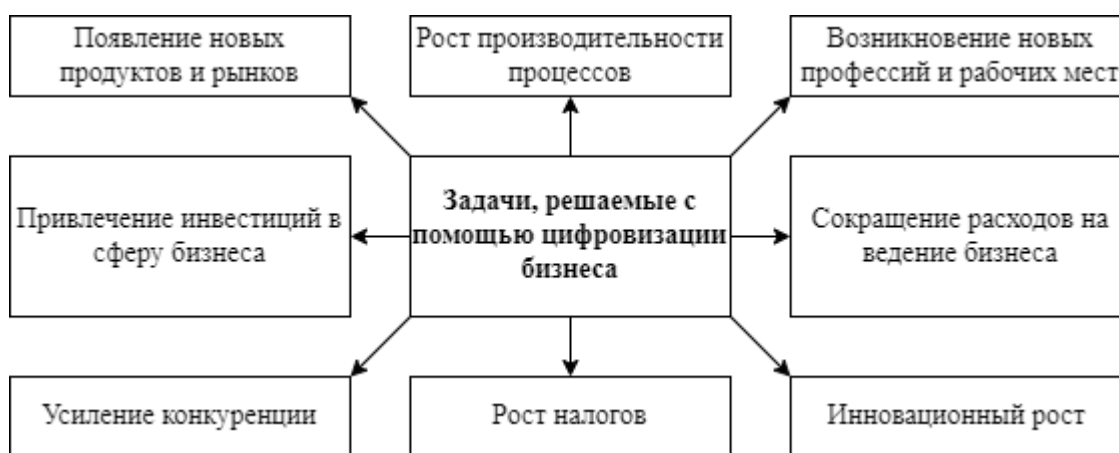 Появление новых
продуктов и рынков
Рост производительности
процессов
Возникновение новых
профессий и рабочих мест
Привлечение инвестиций в
сферу бизнеса
Задачи, решаемые с
помощью цифровизации
бизнеса
Сокращение расходов на
ведение бизнеса
Усиление конкуренции
Рост налогов
Инновационный рост